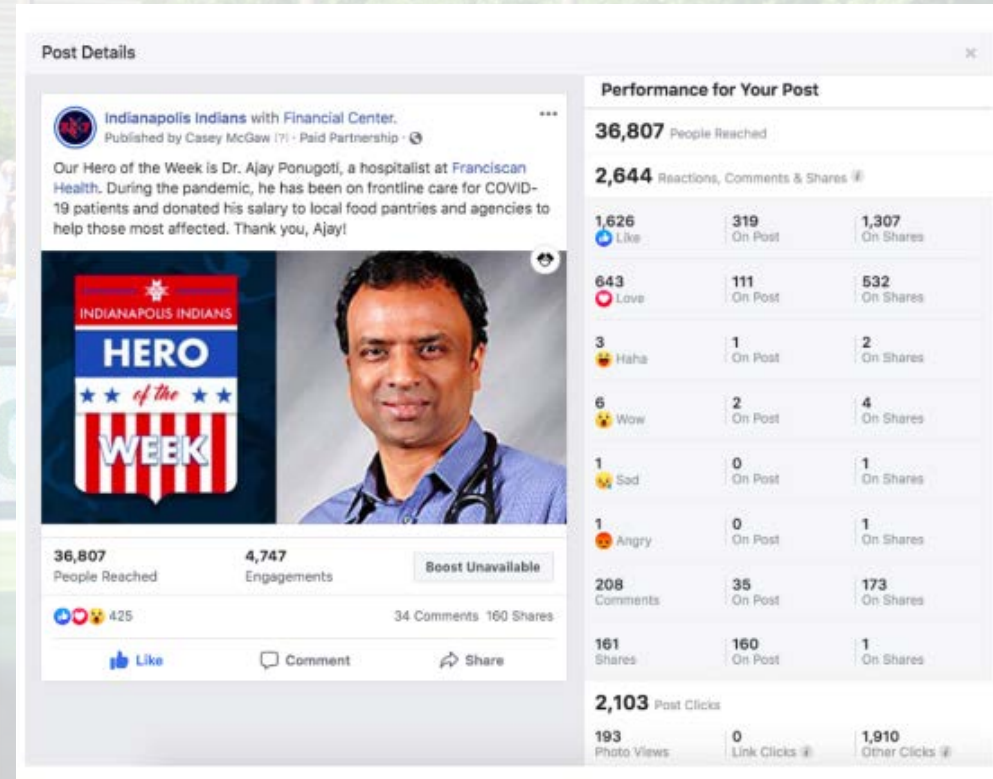 Post Details
Indianapolis Indians with Financial Center.
Published by Casey McGaw [?] · Paid Partnership ·
Our Hero of the Week is Dr. Ajay Ponugoti, a hospitalist at Franciscan
Health. During the pandemic, he has been on frontline care for COVID-
19 patients and donated his salary to local food pantries and agencies to
help those most affected. Thank you, Ajay!
INDIANAPOLIS INDIANS
HERO
of the
WEEK
36,807
People Reached
4,747
Engagements
Boost Unavailable
425
34 Comments 160 Shares
Like
Comment
Share
Performance for Your Post
36,807 People Reached
2,644 Reactions, Comments & Shares
1,626 319 1,307
Like On Post On Shares
643 111 532
Love On Post On Shares
3 1 2
Haha On Post On Shares
6 2 4
Wow On Post On Shares
1 0 1
Sad On Post On Shares
1 0 1
Angry On Post On Shares
208 35 173
Comments On Post On Shares
161 160 1
Shares On Post On Shares
2,103 Post Clicks
193 0 1,910
Photo Views Link Clicks Other Clicks